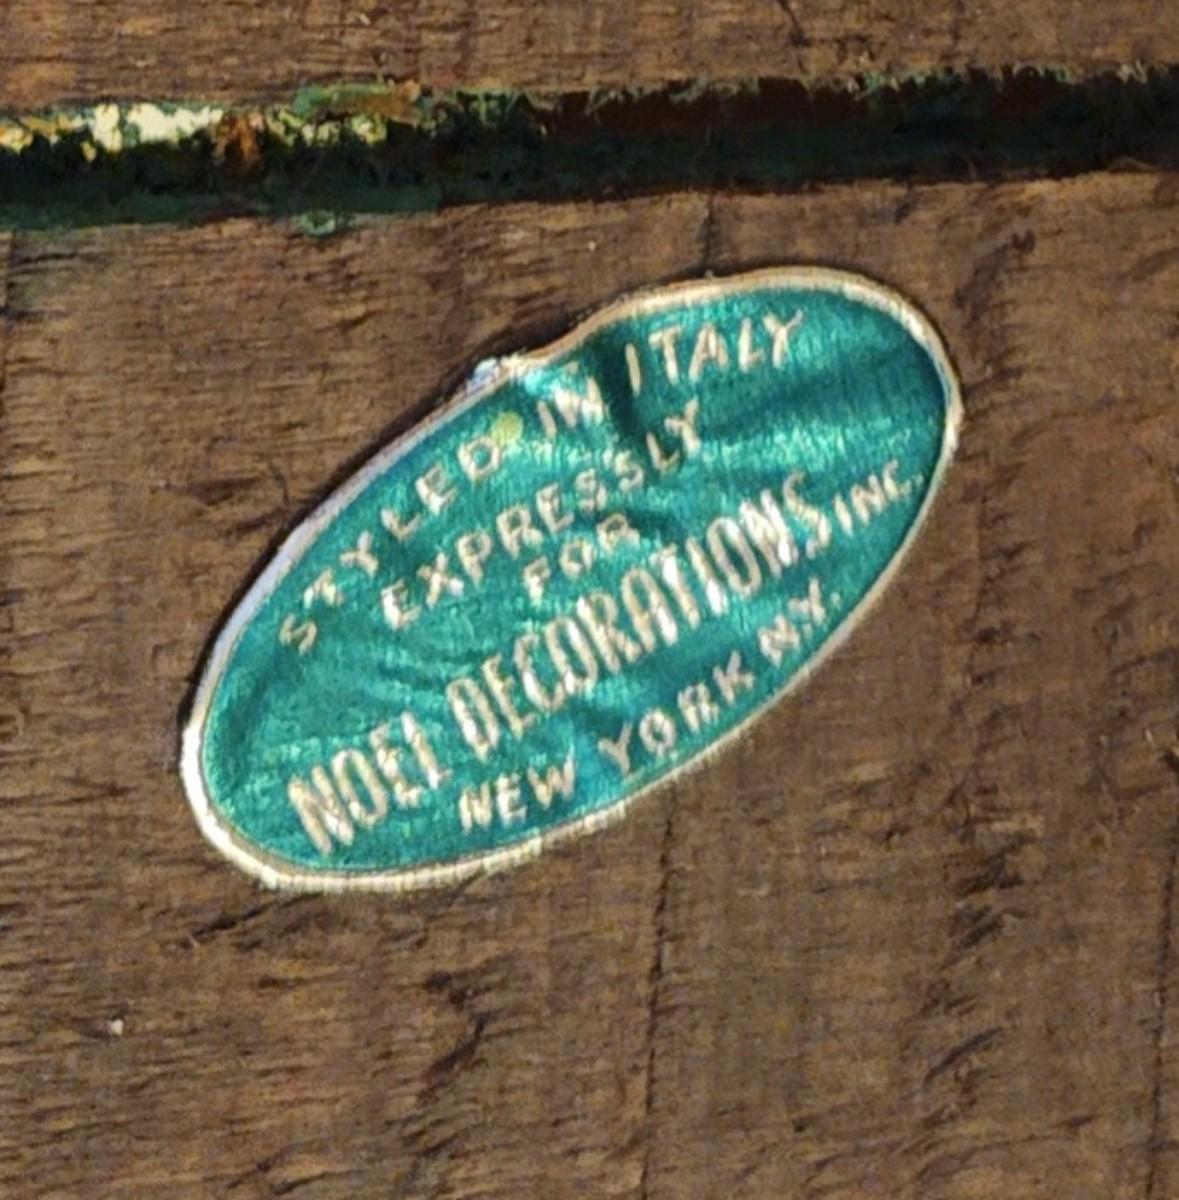 STYLED IN ITALY
EXPRESSLY
FOR
NOEL DECORATIONS INC.
NEW YORK N.Y.